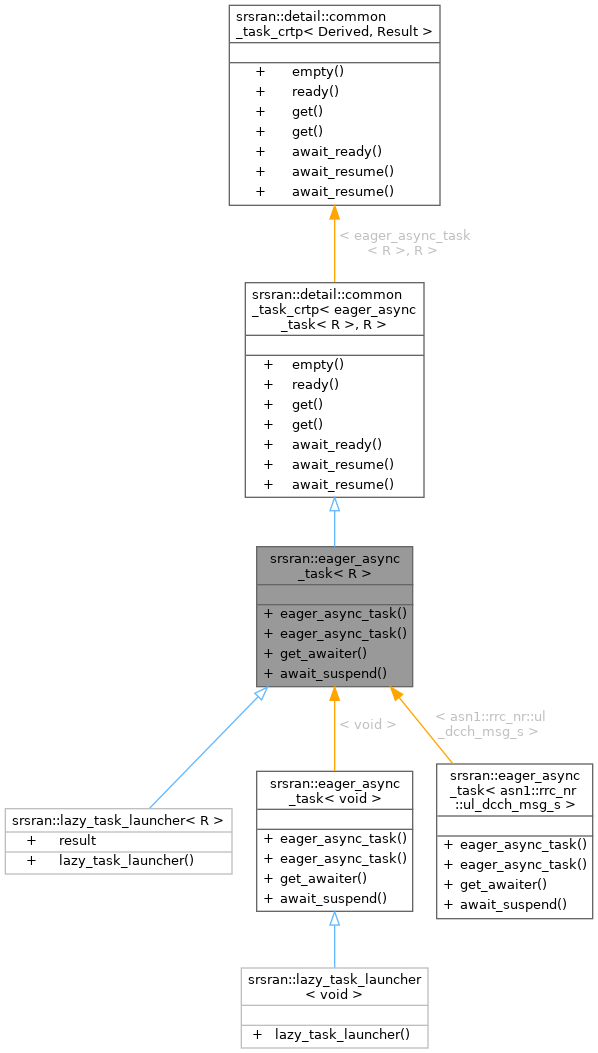 srsran::detail::common
_task_crtp< Derived, Result >
+ empty()
+ ready()
+ get()
+ get()
+ await_ready()
+ await_resume()
+ await_resume()
< eager_async_task
< R >, R >
srsran::detail::common
_task_crtp< eager_async
_task< R >, R >
+ empty()
+ ready()
+ get()
+ get()
+ await_ready()
+ await_resume()
+ await_resume()
srsran::eager_async
_task< R >
+ eager_async_task()
+ eager_async_task()
+ get_awaiter()
+ await_suspend()
< void >
< asn1::rrc_nr::ul
_dcch_msg_s >
srsran::lazy_task_launcher< R >
+ result
+ lazy_task_launcher()
srsran::eager_async
_task< void >
+ eager_async_task()
+ eager_async_task()
+ get_awaiter()
+ await_suspend()
srsran::eager_async
_task< asn1::rrc_nr
::ul_dcch_msg_s >
+ eager_async_task()
+ eager_async_task()
+ get_awaiter()
+ await_suspend()
srsran::lazy_task_launcher
< void >
+ lazy_task_launcher()